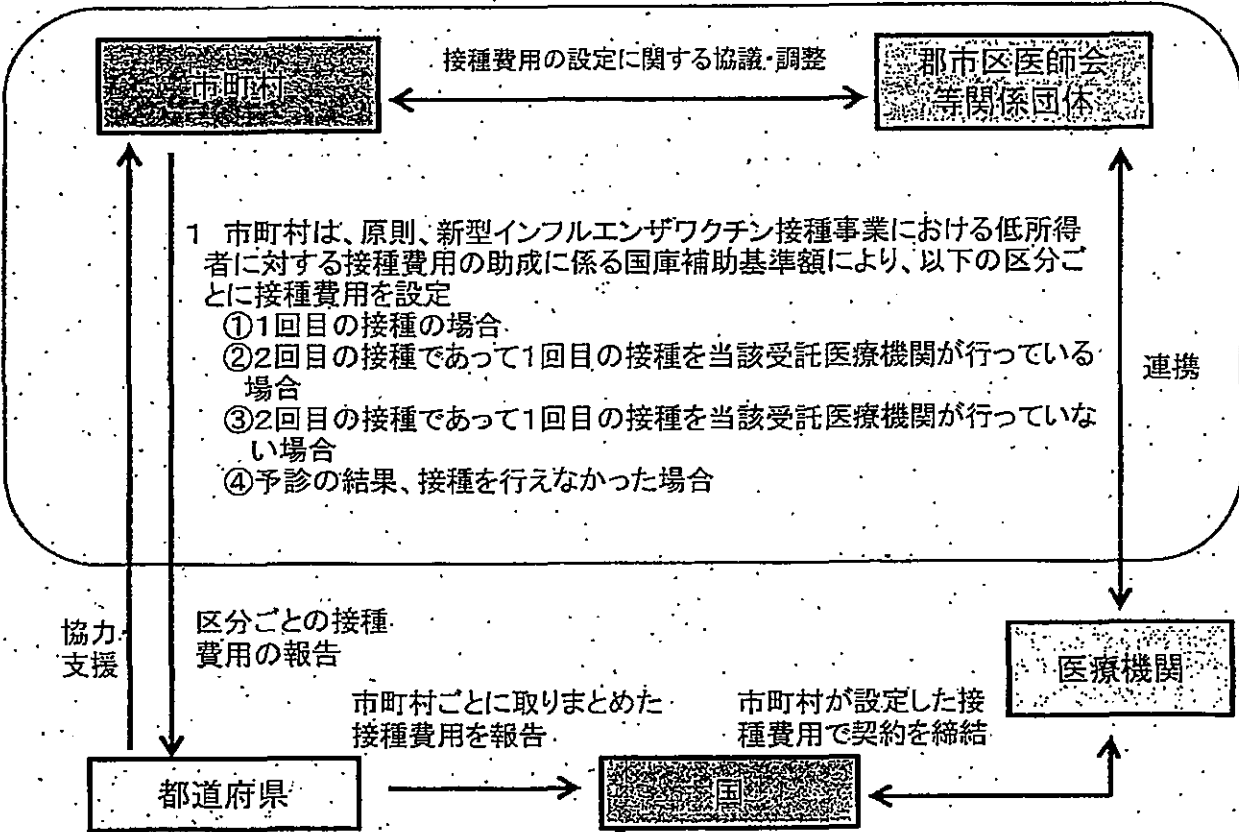 市町村
接種費用の設定に関する協議・調整
郡市区医師会
等関係団体
1 市町村は、原則、新型インフルエンザワクチン接種事業における低所得
者に対する接種費用の助成に係る国庫補助基準額により、以下の区分ご
とに接種費用を設定
①1回目の接種の場合
②2回目の接種であって1回目の接種を当該受託医療機関が行っている
場合
③2回目の接種であって1回目の接種を当該受託医療機関が行っていな
い場合
④予診の結果、接種を行えなかった場合
連携
協力
支援
区分ごとの接種
費用の報告
医療機関
市町村ごとに取りまとめた
接種費用を報告
市町村が設定した接
種費用で契約を締結
都道府県
国